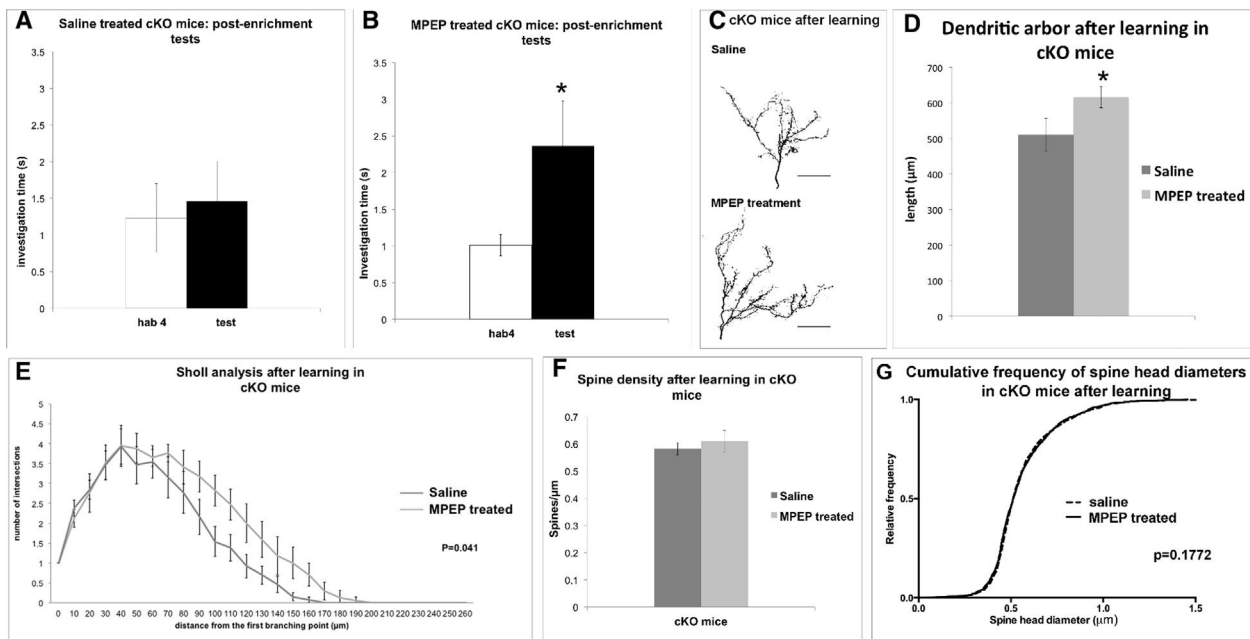 A
Saline treated cKO mice: post-enrichment
tests
3.5
3
2.5
2
1.5
1
0.5
0
investigation time (s)
hab 4
test
B
MPEP treated cKO mice: post-enrichment
tests
3.5
3
2.5
2
1.5
1
0.5
0
Investigation time (s)
*
hab4
test
C
cKO mice after learning
Saline
MPEP treatment
D
Dendritic arbor after learning in
cKO mice
700
600
500
400
300
200
100
0
length (µm)
*
Saline
MPEP treated
E
Sholl analysis after learning in
cKO mice
5
4.5
4
3.5
3
2.5
2
1.5
1
0.5
0
number of intersections
Saline
MPEP treated
P=0.041
0 10 20 30 40 50 60 70 80 90 100 110 120 130 140 150 160 170 180 190 200 210 220 230 240 250 260
distance from the first branching point (µm)
F
Spine density after learning in cKO
mice
0.7
0.6
0.5
0.4
0.3
0.2
0.1
0
Spines/µm
Saline
MPEP treated
cKO mice
G
Cumulative frequency of spine head diameters
in cKO mice after learning
1.0
0.5
0.0
Relative frequency
saline
MPEP treated
p=0.1772
0.0 0.5 1.0 1.5
Spine head diameter (µm)